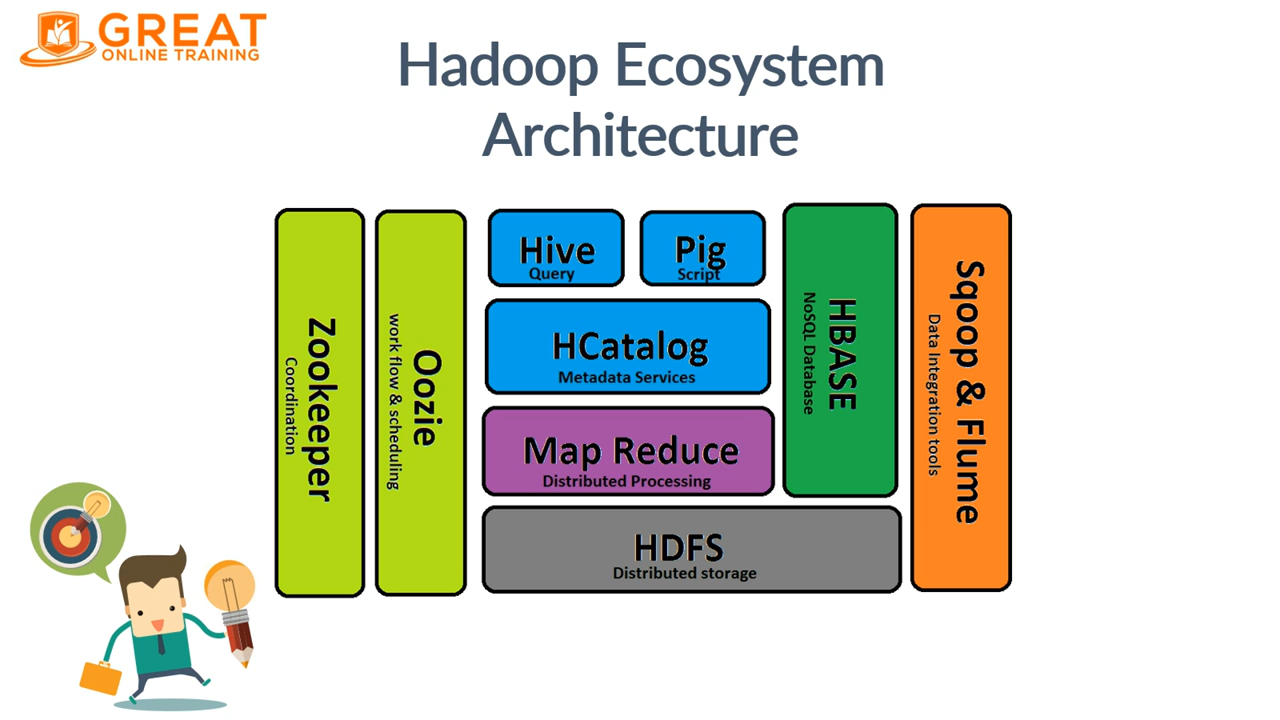 GREAT
ONLINE TRAINING
Hadoop Ecosystem
Architecture
Zookeeper
Coordination
Oozie
work flow & scheduling
Hive
Query
Pig
Script
HCatalog
Metadata Services
Map Reduce
Distributed Processing
HDFS
Distributed storage
HBASE
NoSQL Database
Sqoop & Flume
Data Integration tools